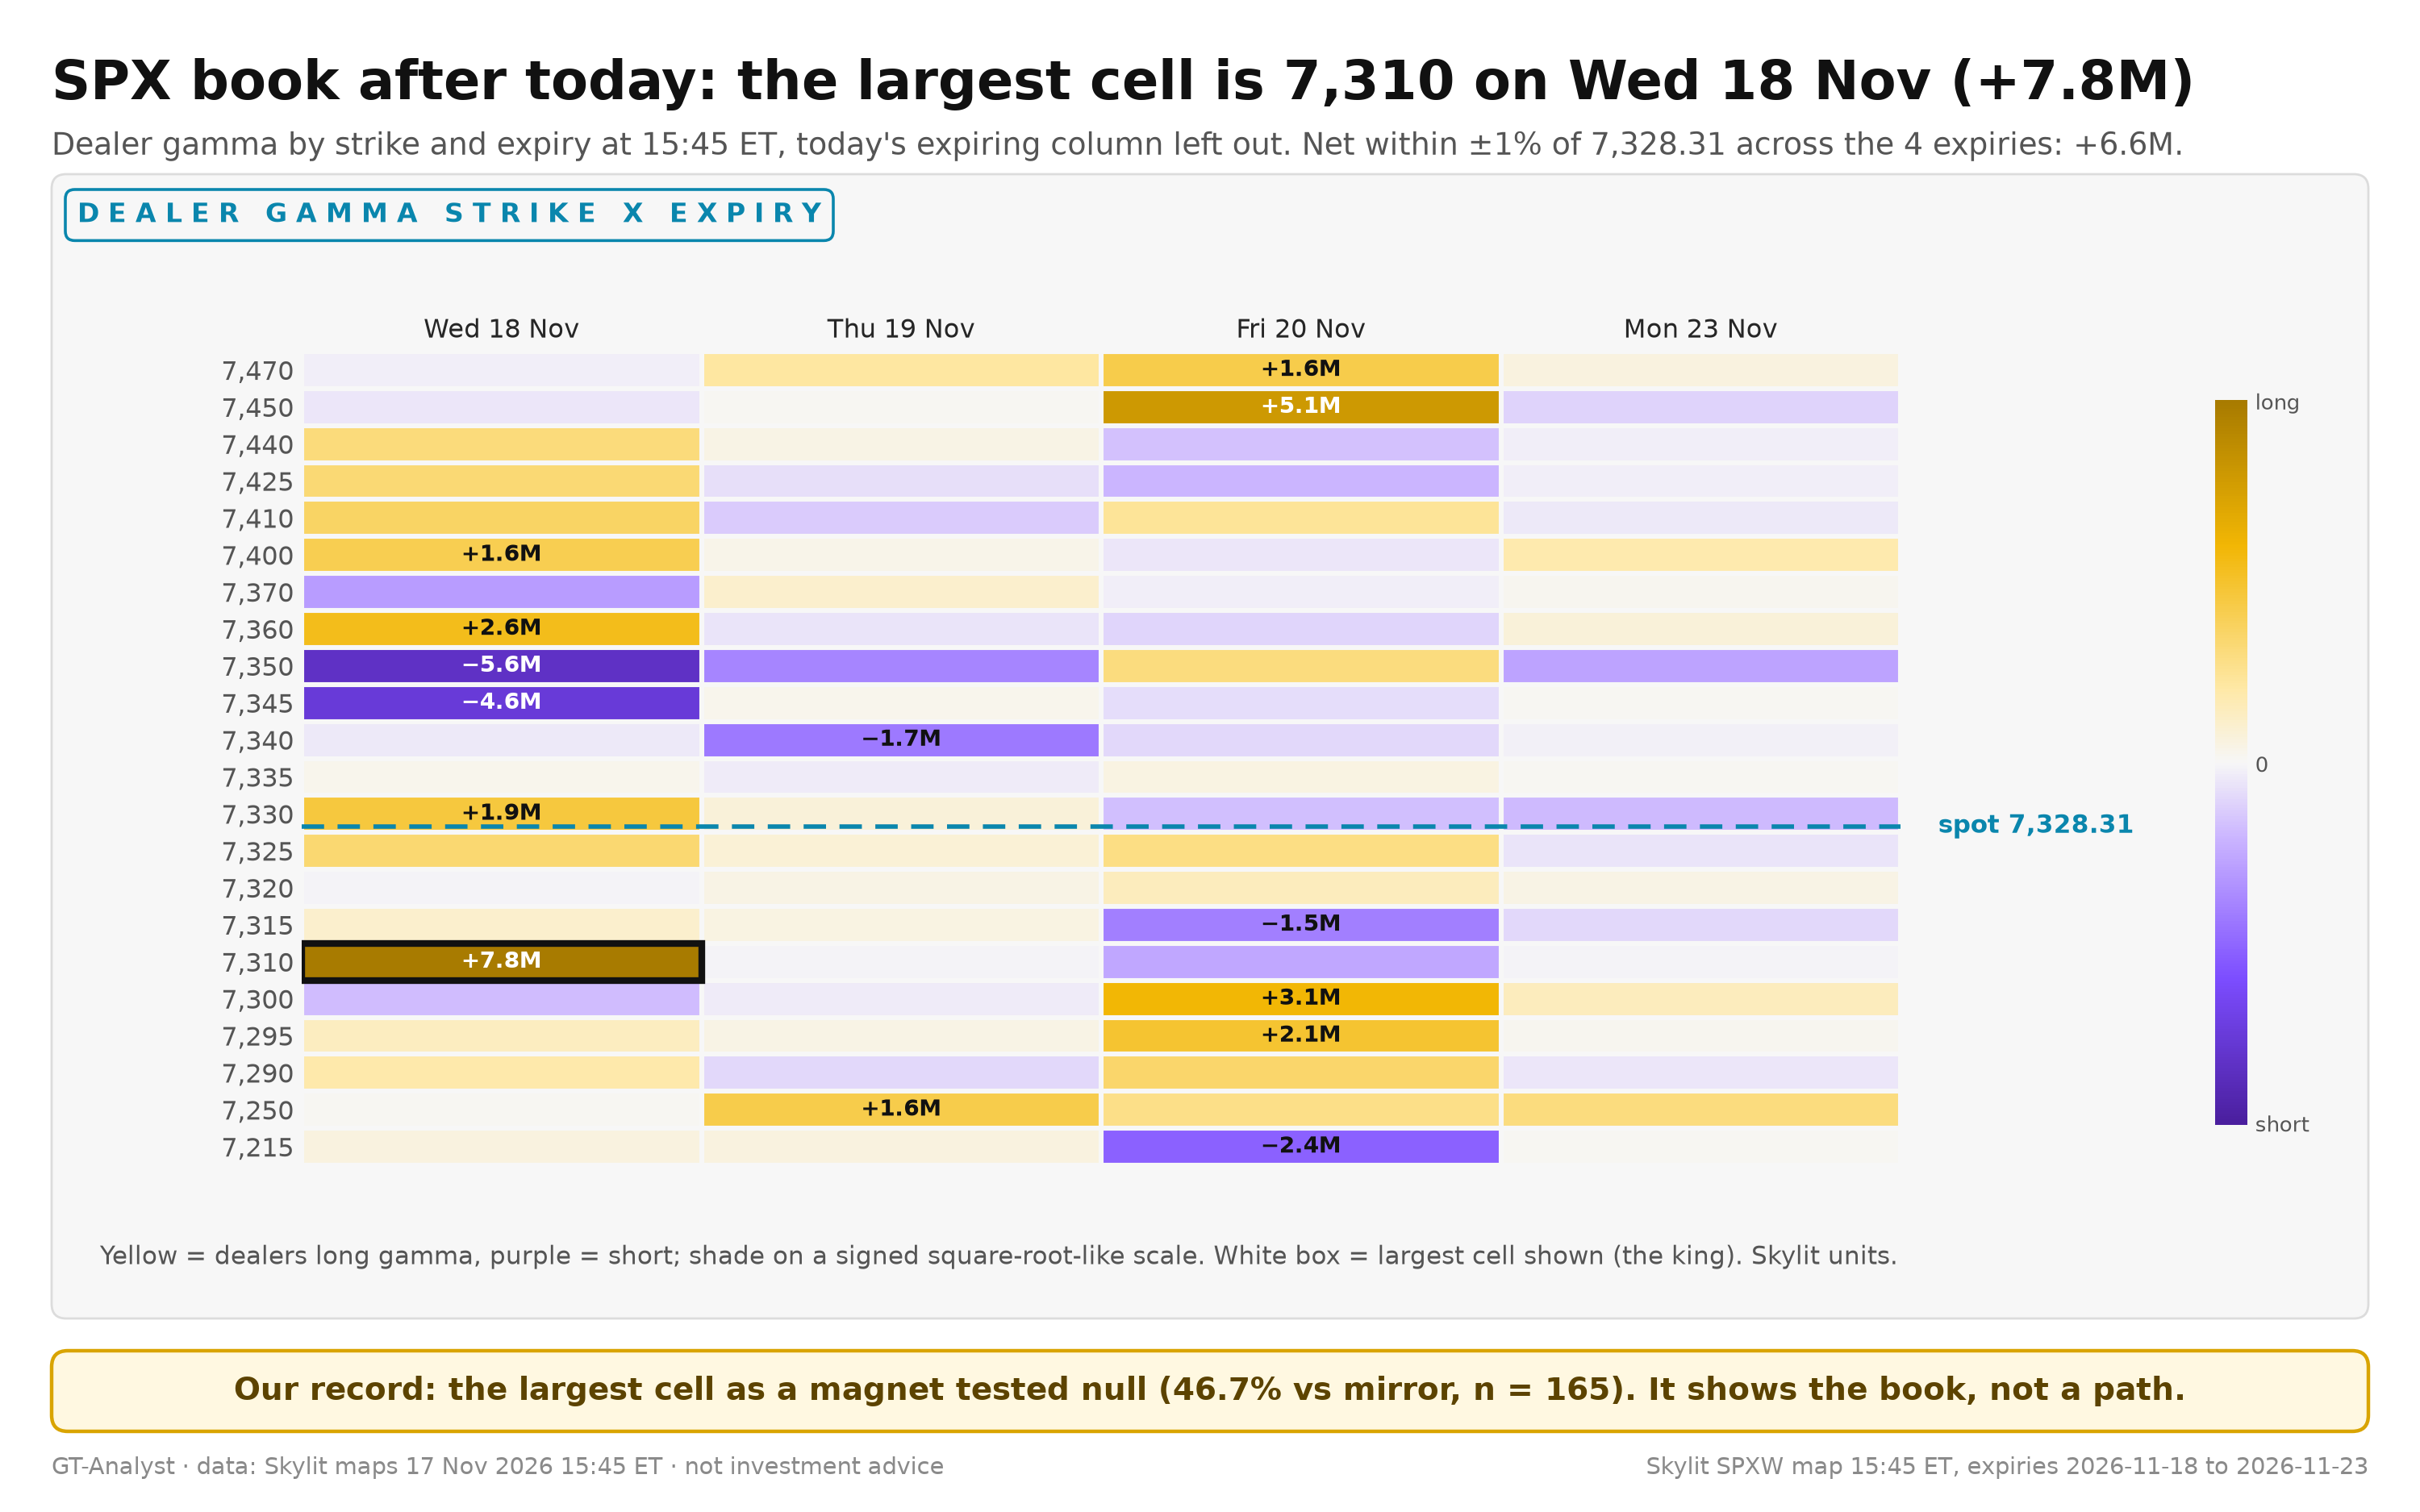 SPX book after today: the largest cell is 7,310 on Wed 18 Nov (+7.8M)
Dealer gamma by strike and expiry at 15:45 ET, today's expiring column left out. Net within ±1% of 7,328.31 across the 4 expiries: +6.6M.
DEALER GAMMA STRIKE X EXPIRY
Wed 18 Nov Thu 19 Nov Fri 20 Nov Mon 23 Nov
7,470 +1.6M
long
7,450 +5.1M
7,440
7,425
7,410
7,400 +1.6M
7,370
7,360 +2.6M
7,350 −5.6M
7,345 −4.6M
7,340 −1.7M
0
7,335
7,330 +1.9M
spot 7,328.31
7,325
7,320
7,315 −1.5M
7,310 +7.8M
7,300 +3.1M
7,295 +2.1M
7,290
7,250 +1.6M
short
7,215 −2.4M
Yellow = dealers long gamma, purple = short; shade on a signed square-root-like scale. White box = largest cell shown (the king). Skylit units.
Our record: the largest cell as a magnet tested null (46.7% vs mirror, n = 165). It shows the book, not a path.
GT-Analyst · data: Skylit maps 17 Nov 2026 15:45 ET · not investment advice
Skylit SPXW map 15:45 ET, expiries 2026-11-18 to 2026-11-23